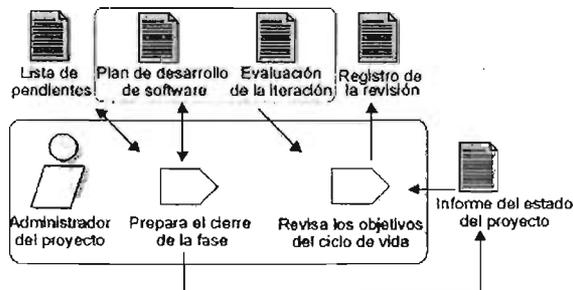 Lista de
pendientes
Plan de desarrollo
de software
Evaluación
de la iteración
Registro de
la revisión
Administrador
del proyecto
Prepara el cierre
de la fase
Revisa los objetivos
del ciclo de vida
Informe del estado
del proyecto